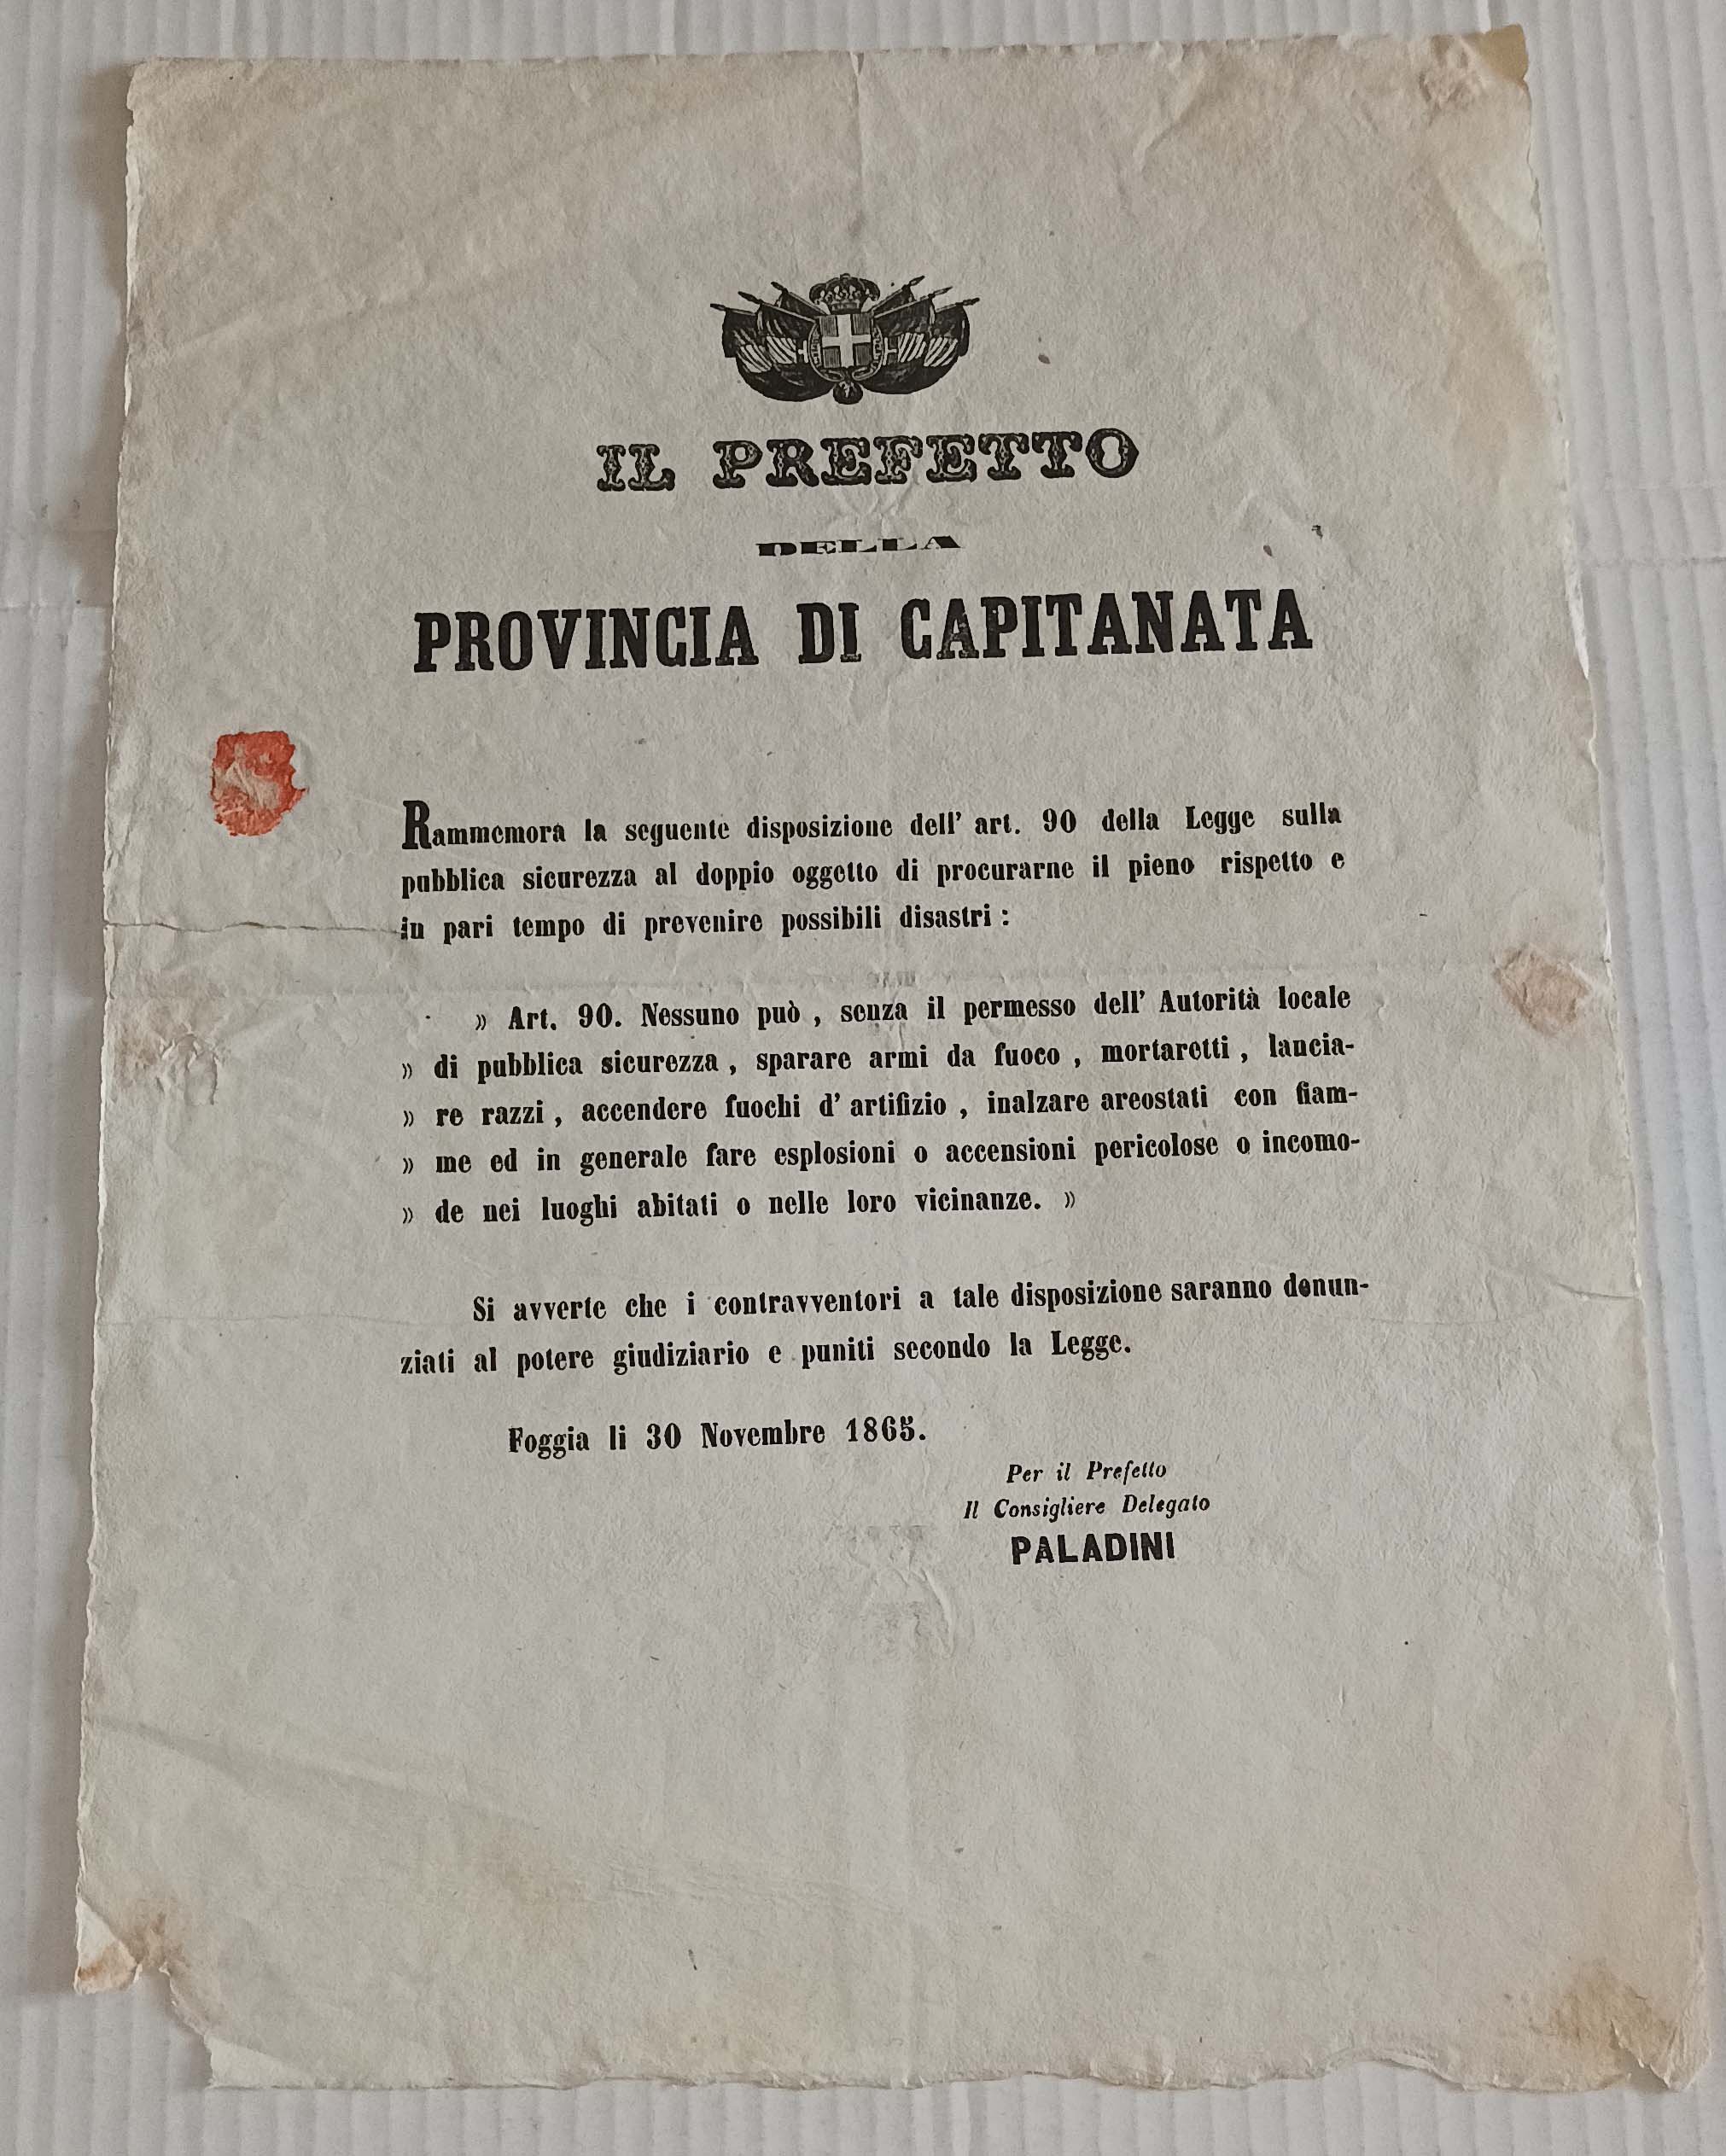 IL PREFETTO
DELLA
PROVINCIA DI CAPITANATA
Rammemora la seguente disposizione dell' art. 90 della Legge sulla
pubblica sicurezza al doppio oggetto di procurarne il pieno rispetto e
in pari tempo di prevenire possibili disastri :
» Art. 90. Nessuno può , senza il permesso dell' Autorità locale
» di pubblica sicurezza , sparare armi da fuoco , mortaretti , lancia-
» re razzi , accendere fuochi d' artifizio , inalzare areostati con fiam-
» me ed in generale fare esplosioni o accensioni pericolose o incomo-
» de nei luoghi abitati o nelle loro vicinanze. »
Si avverte che i contravventori a tale disposizione saranno denun-
ziati al potere giudiziario e puniti secondo la Legge.
Foggia li 30 Novembre 1865.
Per il Prefetto
Il Consigliere Delegato
PALADINI